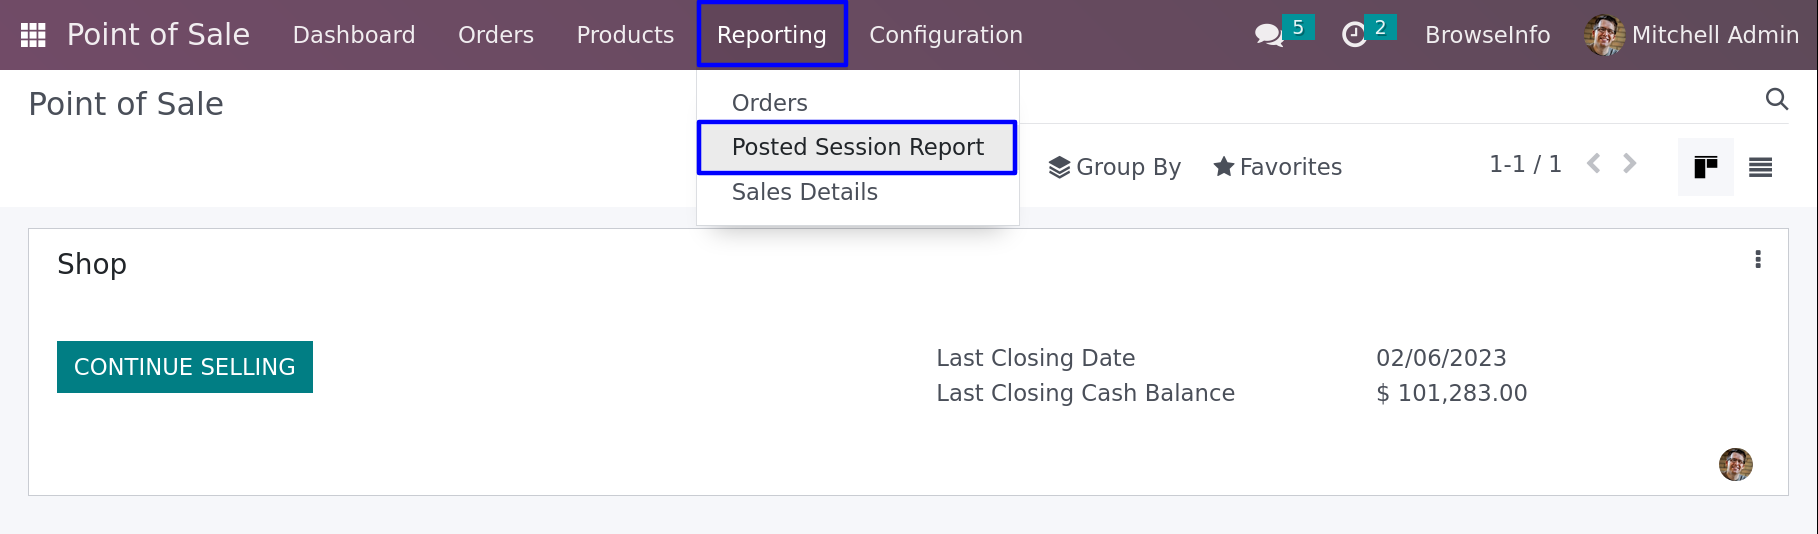 Point of Sale Dashboard Orders Products Reporting Configuration 5 2 BrowseInfo Mitchell Admin
Point of Sale
Orders
Posted Session Report
Sales Details
Group By Favorites 1-1 / 1
Shop
CONTINUE SELLING
Last Closing Date 02/06/2023
Last Closing Cash Balance $ 101,283.00